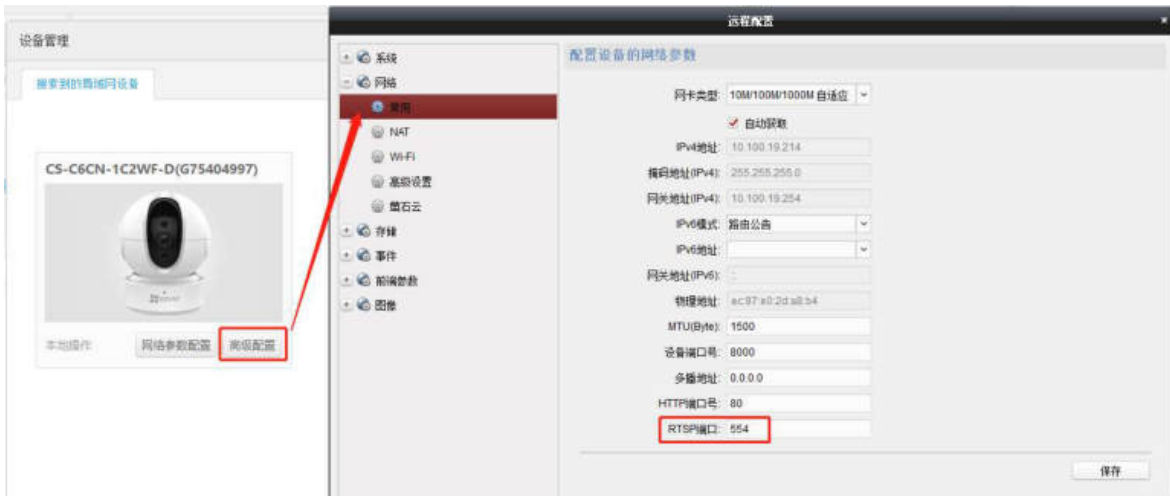 设备管理
搜索到的局域网设备
CS-C6CN-1C2WF-D(G75404997)
本地操作
网络参数配置
高级配置
远程配置
系统
网络
常用
NAT
Wi-Fi
高级设置
萤石云
存储
事件
前端参数
图像
配置设备的网络参数
网卡类型: 10M/100M/1000M 自适应
自动获取
IPv4地址: 10.100.19.214
掩码地址(IPv4): 255.255.255.0
网关地址(IPv4): 10.100.19.254
IPv6模式: 路由公告
IPv6地址:
网关地址(IPv6): :
物理地址: ec:97:e0:2d:a8:b4
MTU(Byte): 1500
设备端口号: 8000
多播地址: 0.0.0.0
HTTP端口号: 80
RTSP端口: 554
保存